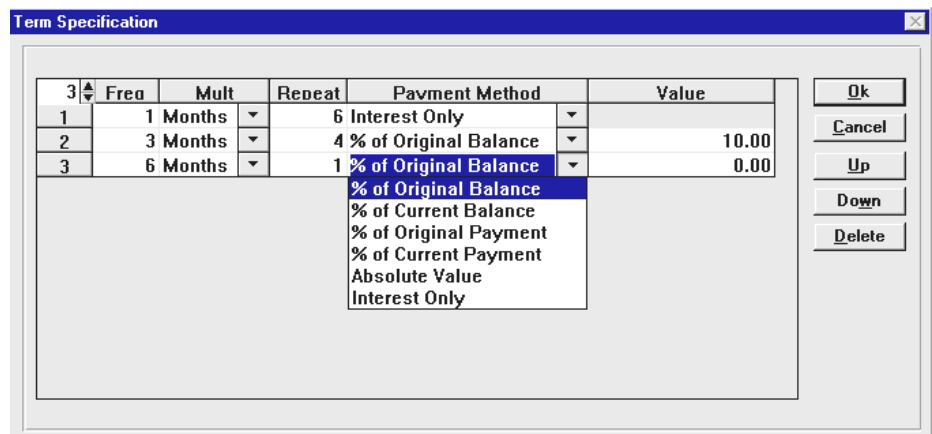 Term Specification
3 Freq Mult Repeat Payment Method Value
1 1 Months 6 Interest Only
2 3 Months 4 % of Original Balance 10.00
3 6 Months 1 % of Original Balance 0.00
% of Original Balance
% of Current Balance
% of Original Payment
% of Current Payment
Absolute Value
Interest Only
Ok
Cancel
Up
Down
Delete